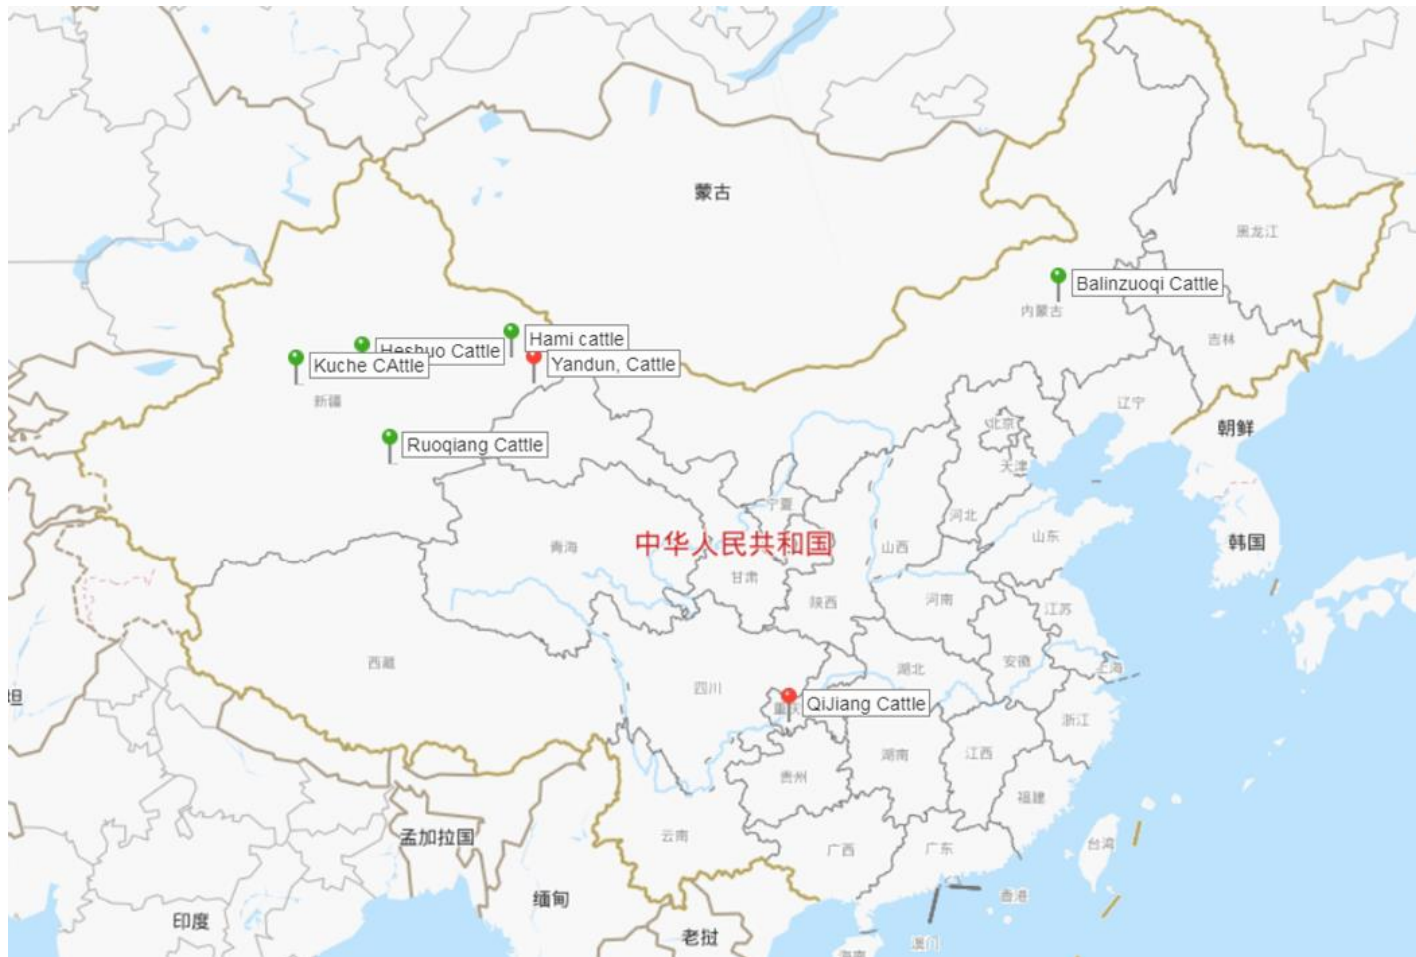 蒙古
黑龙江
Balinzuoqi Cattle
内蒙古
Hami cattle
吉林
Heshuo Cattle
Kuche CAttle
Yandun, Cattle
新疆
辽宁
北京
朝鲜
Ruoqiang Cattle
天津
宁夏
河北
山东
中华人民共和国
青海
山西
韩国
甘肃
陕西
河南
江苏
西藏
湖北
安徽
上海
四川
QiJiang Cattle
重庆
浙江
坦
湖南
江西
贵州
福建
孟加拉国
云南
广西
广东
台湾
缅甸
香港
印度
老挝
澳门
海南